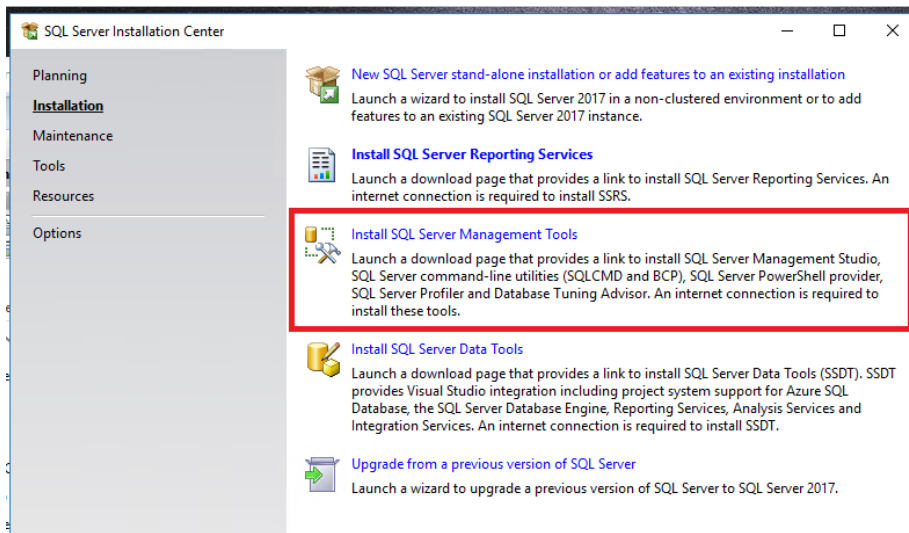 SQL Server Installation Center
Planning
Installation
Maintenance
Tools
Resources
Options
New SQL Server stand-alone installation or add features to an existing installation
Launch a wizard to install SQL Server 2017 in a non-clustered environment or to add
features to an existing SQL Server 2017 instance.
Install SQL Server Reporting Services
Launch a download page that provides a link to install SQL Server Reporting Services. An
internet connection is required to install SSRS.
Install SQL Server Management Tools
Launch a download page that provides a link to install SQL Server Management Studio,
SQL Server command-line utilities (SQLCMD and BCP), SQL Server PowerShell provider,
SQL Server Profiler and Database Tuning Advisor. An internet connection is required to
install these tools.
Install SQL Server Data Tools
Launch a download page that provides a link to install SQL Server Data Tools (SSDT). SSDT
provides Visual Studio integration including project system support for Azure SQL
Database, the SQL Server Database Engine, Reporting Services, Analysis Services and
Integration Services. An internet connection is required to install SSDT.
Upgrade from a previous version of SQL Server
Launch a wizard to upgrade a previous version of SQL Server to SQL Server 2017.